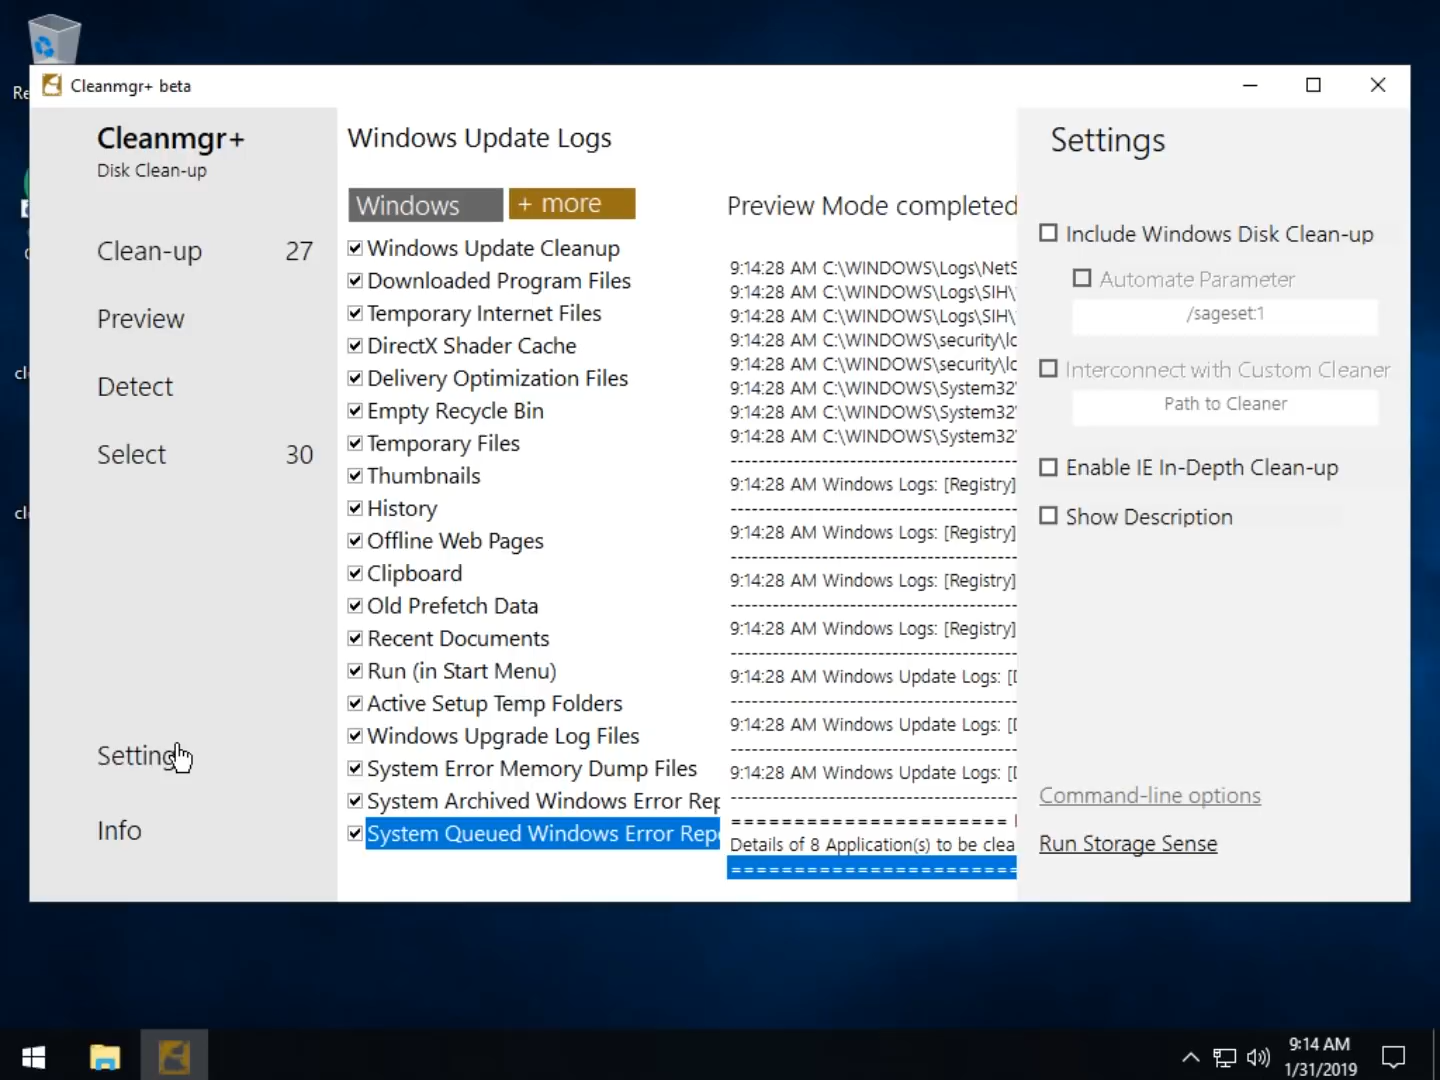 Re
Cleanmgr+ beta
Cleanmgr+
Disk Clean-up
Clean-up 27
Preview
Detect
Select 30
Info
Windows Update Logs
Windows
+ more
Windows Update Cleanup
Downloaded Program Files
Temporary Internet Files
DirectX Shader Cache
Delivery Optimization Files
Empty Recycle Bin
Temporary Files
Thumbnails
History
Offline Web Pages
Clipboard
Old Prefetch Data
Recent Documents
Run (in Start Menu)
Active Setup Temp Folders
Windows Upgrade Log Files
System Error Memory Dump Files
System Archived Windows Error Rep
System Queued Windows Error Repo
Preview Mode completed
9:14:28 AM C:\WINDOWS\Logs\NetS
9:14:28 AM C:\WINDOWS\Logs\SIH\
9:14:28 AM C:\WINDOWS\Logs\SIH\
9:14:28 AM C:\WINDOWS\security\lo
9:14:28 AM C:\WINDOWS\security\lo
9:14:28 AM C:\WINDOWS\System32\
9:14:28 AM C:\WINDOWS\System32\
9:14:28 AM C:\WINDOWS\System32\
9:14:28 AM Windows Logs: [Registry]
9:14:28 AM Windows Logs: [Registry]
9:14:28 AM Windows Logs: [Registry]
9:14:28 AM Windows Logs: [Registry]
9:14:28 AM Windows Update Logs: [D
9:14:28 AM Windows Update Logs: [D
9:14:28 AM Windows Update Logs: [D
Details of 8 Application(s) to be clea
Settings
Include Windows Disk Clean-up
Automate Parameter
/sageset:1
Interconnect with Custom Cleaner
Path to Cleaner
Enable IE In-Depth Clean-up
Show Description
Command-line options
Run Storage Sense
cl
cl
9:14 AM
1/31/2019